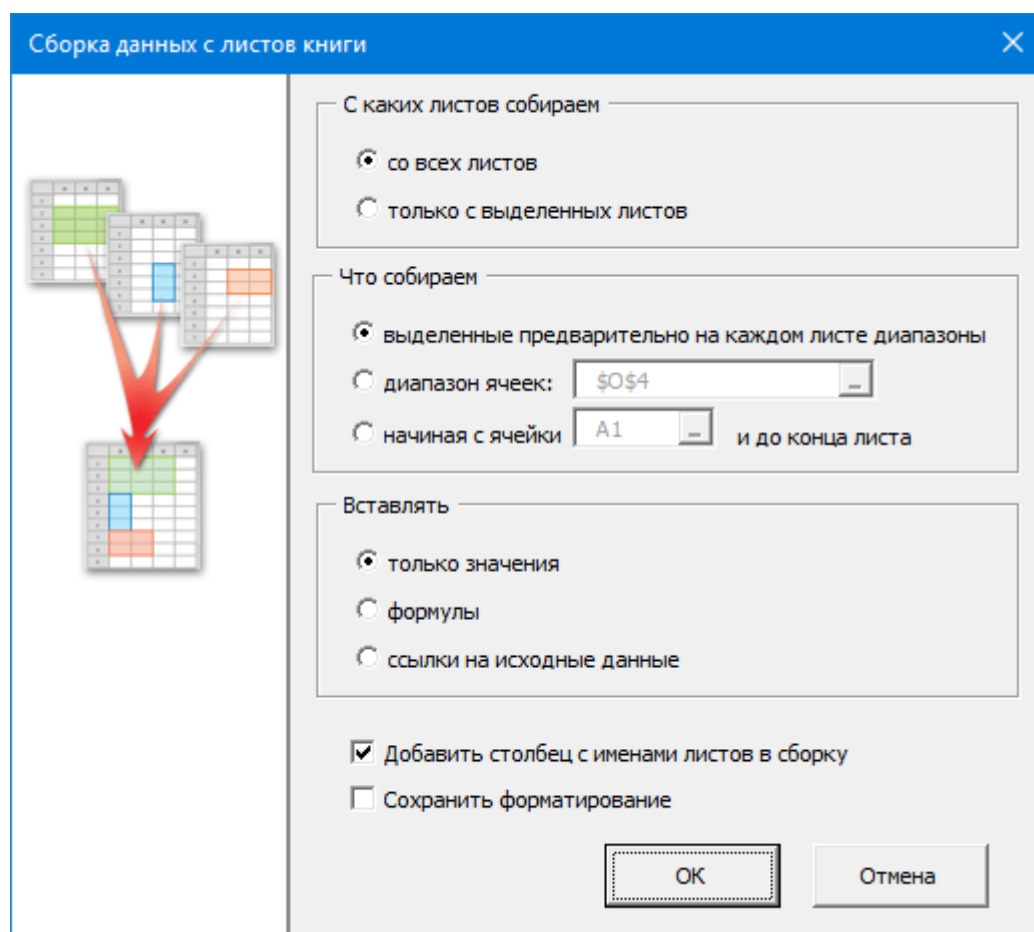 Сборка данных с листов книги
С каких листов собираем
со всех листов
только с выделенных листов
Что собираем
выделенные предварительно на каждом листе диапазоны
диапазон ячеек: $O$4
начиная с ячейки A1 и до конца листа
Вставлять
только значения
формулы
ссылки на исходные данные
Добавить столбец с именами листов в сборку
Сохранить форматирование
ОК Отмена